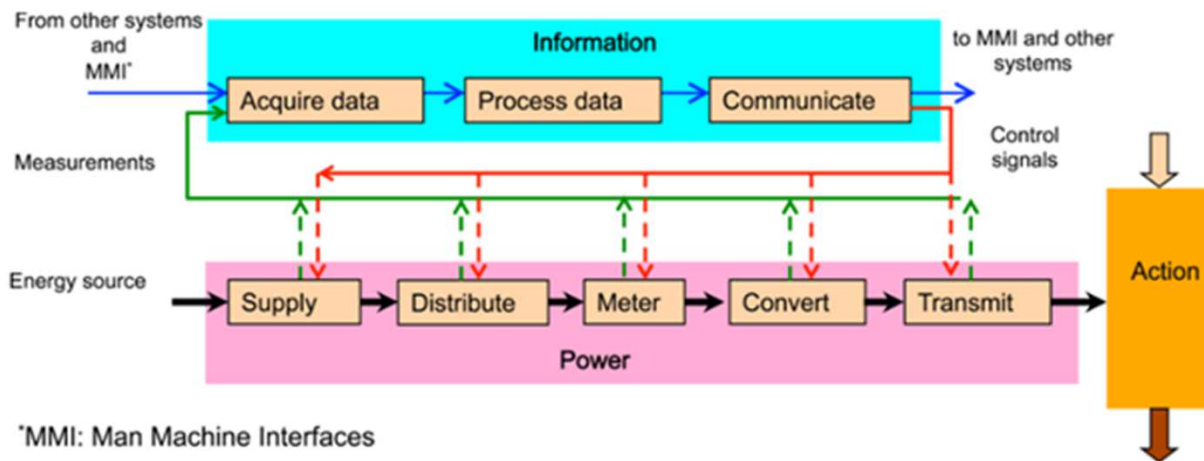 From other systems
and
MMI*
Information
to MMI and other
systems
Acquire data
Process data
Communicate
Measurements
Control
signals
Energy source
Supply
Distribute
Meter
Convert
Transmit
Action
Power
*MMI: Man Machine Interfaces